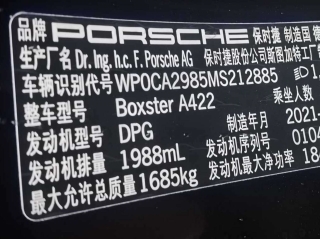 品牌 PORSCHE 保时捷 制造国 德
生产厂名 Dr. Ing. h.c. F. Porsche AG 保时捷股份公司斯图加特工
车辆识别代号 WP0CA2985MS212885
整车型号 Boxster A422 乘坐人数
发动机型号 DPG 制造年月 2021-
发动机排量 1988mL 发动机序列号 0104
最大允许总质量 1685kg 发动机最大净功率 18